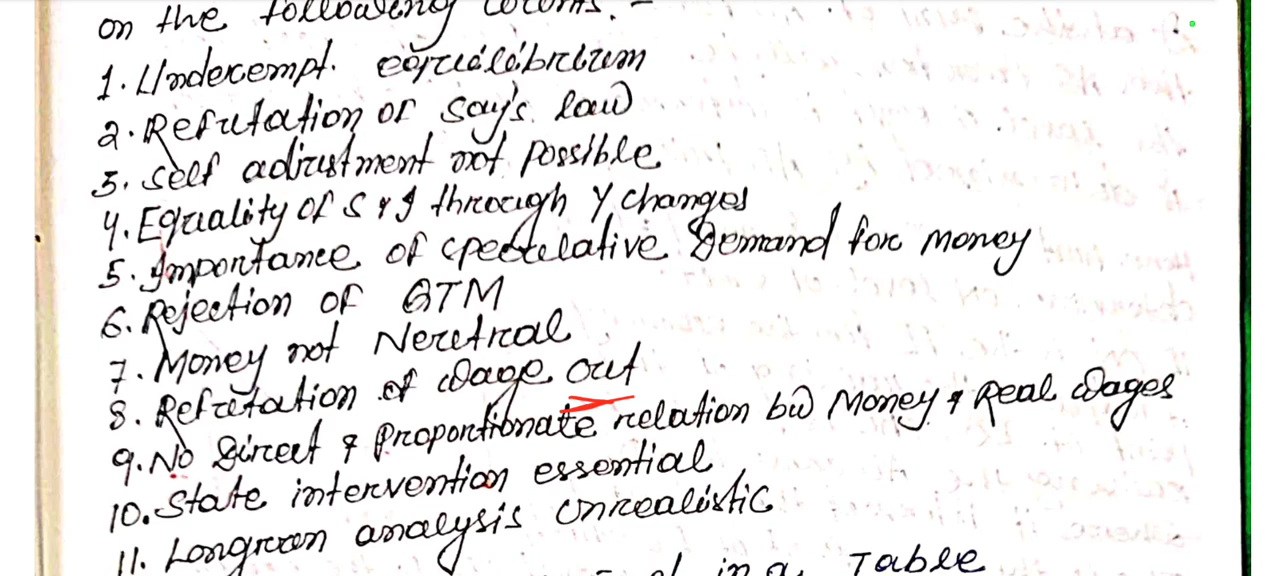 on the following counts. -
1. Underempt. equilibrium
2. Refutation of Say's law
3. Self adjustment not possible
4. Equality of S & I through Y changes
5. Importance of speculative Demand for money
6. Rejection of QTM
7. Money not Neutral
8. Refutation of wage cut
9. No Direct & proportionate relation bw Money & Real wages
10. State intervention essential
11. Longrun analysis unrealistic
in a Table